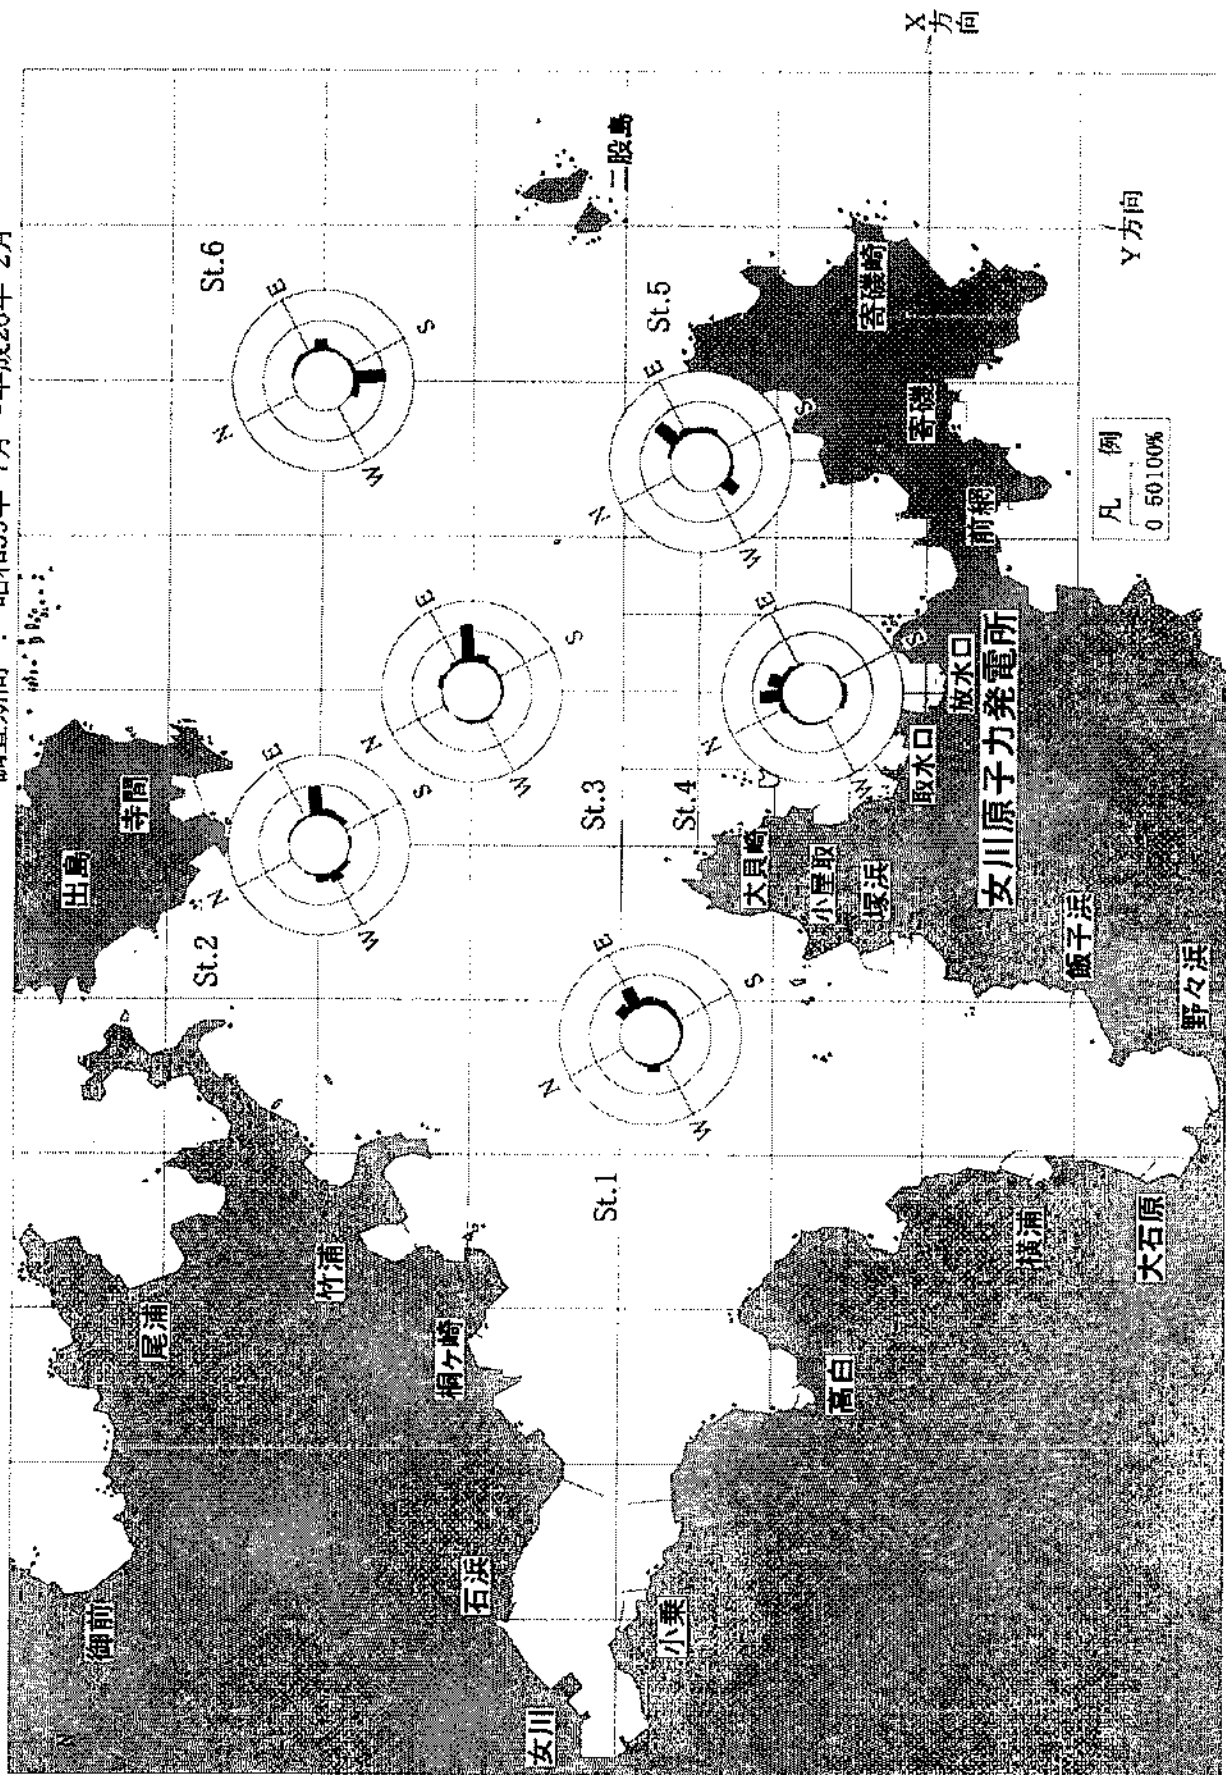 St.6
N
E
S
W
二股島
St.5
N
E
S
W
寄磯崎
寄磯
前網
X方向
Y方向
凡 例
0 50100%
出島
寺間
St.2
N
E
S
W
St.3
N
E
S
W
St.4
N
E
S
W
大貝崎
小屋取
塚浜
取水口
放水口
女川原子力発電所
飯子浜
野々浜
St.1
N
E
S
W
尾浦
竹浦
桐ヶ崎
御前
石浜
女川
小乗
高白
横浦
大石原